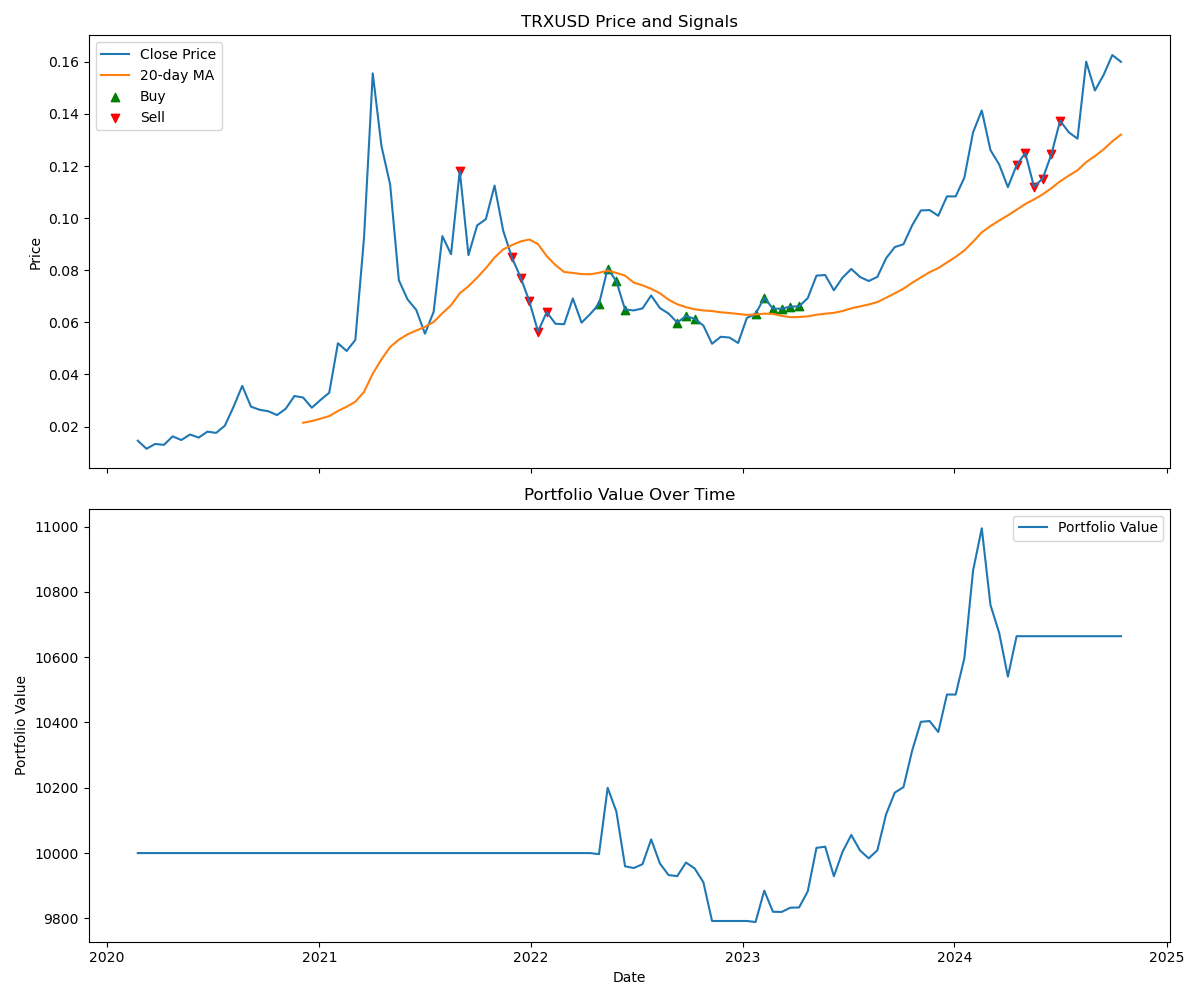 TRXUSD Price and Signals
Close Price
20-day MA
Buy
Sell
Price
0.16
0.14
0.12
0.10
0.08
0.06
0.04
0.02
Portfolio Value Over Time
Portfolio Value
Portfolio Value
11000
10800
10600
10400
10200
10000
9800
2020
2021
2022
2023
2024
2025
Date